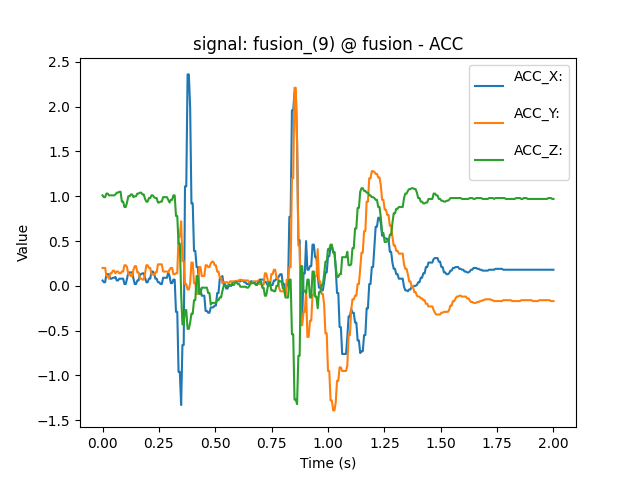 signal: fusion_(9) @ fusion - ACC
2.5
2.0
1.5
1.0
0.5
0.0
−0.5
−1.0
−1.5
Value
ACC_X:
ACC_Y:
ACC_Z:
0.00 0.25 0.50 0.75 1.00 1.25 1.50 1.75 2.00
Time (s)